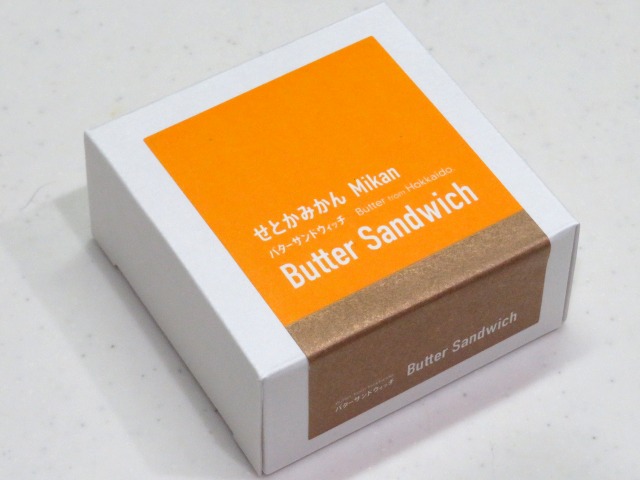 せとかみかん Mikan
バターサンドウィッチ Butter from Hokkaido
Butter Sandwich
バターサンドウィッチ Butter Sandwich